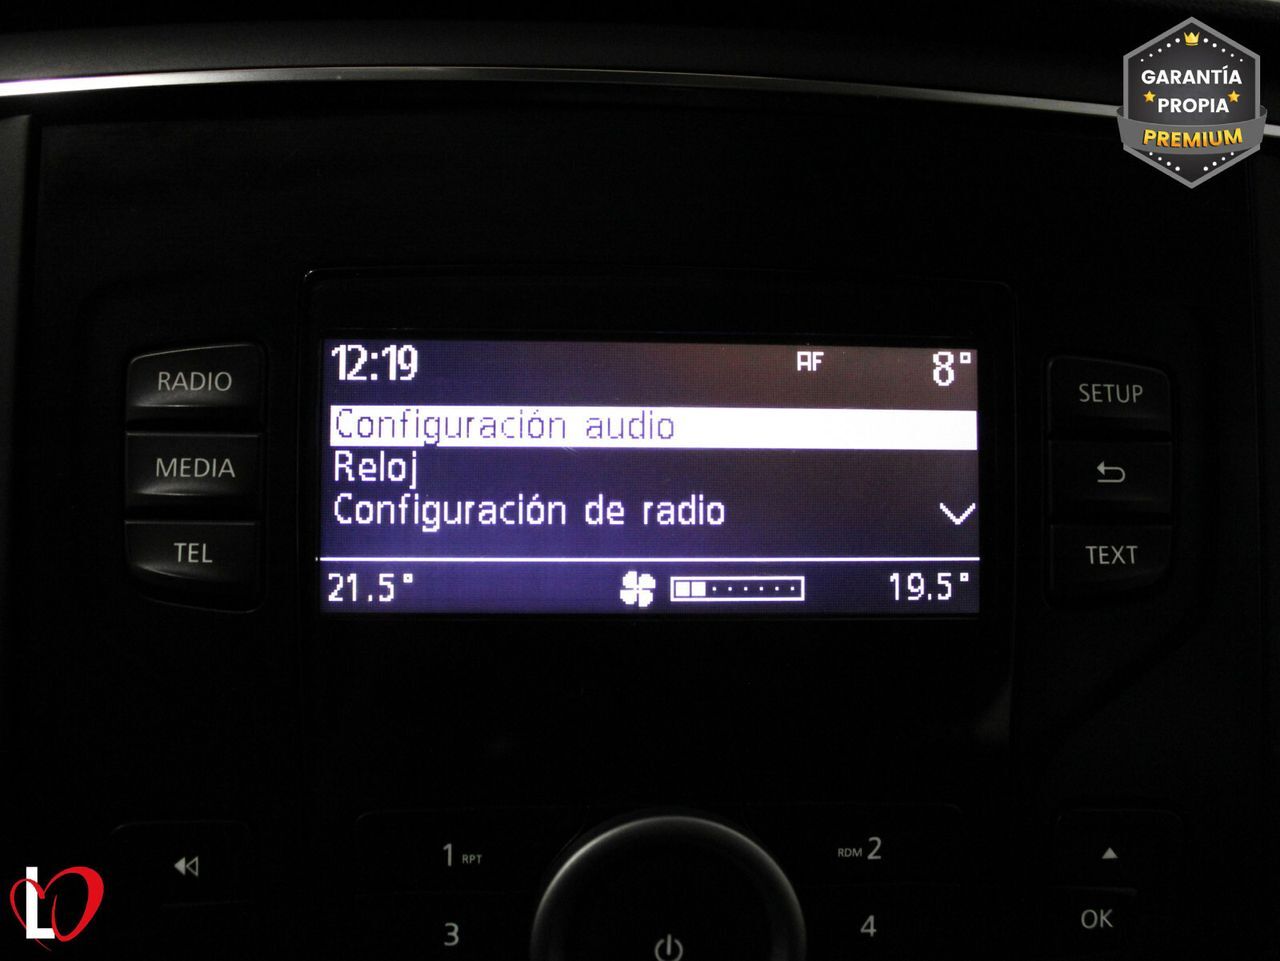 GARANTÍA
PROPIA
PREMIUM
RADIO
MEDIA
TEL
12:19 AF 8°
Configuración audio
Reloj
Configuración de radio
21.5° 19.5°
SETUP
TEXT
1 RPT
RDM 2
3
4
OK
L